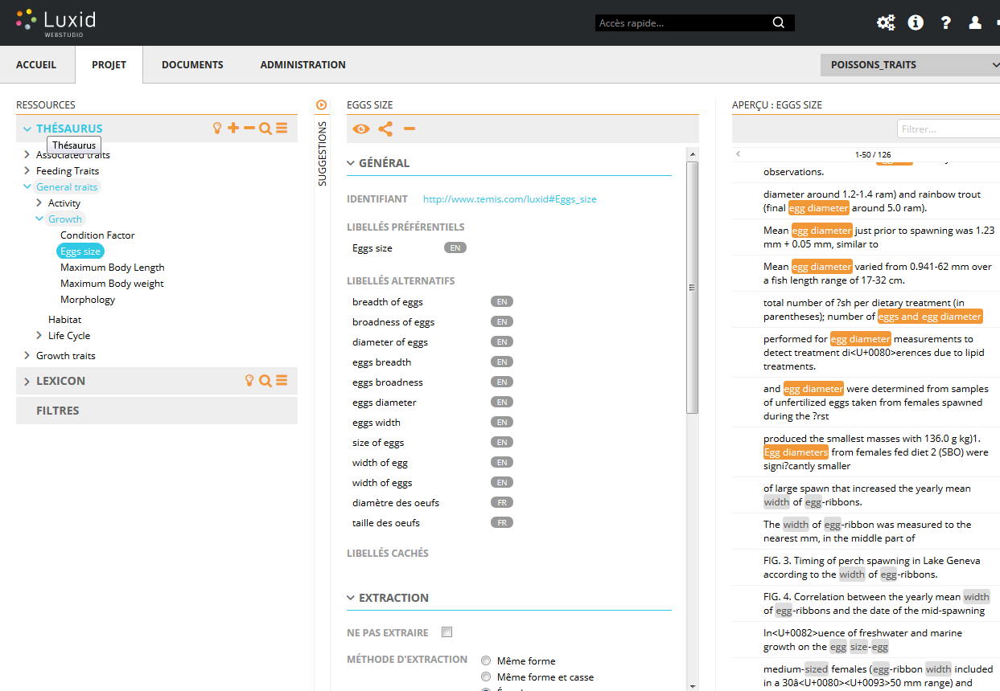 Luxid
WEBSTUDIO
Accès rapide...
ACCUEIL
PROJET
DOCUMENTS
ADMINISTRATION
POISSONS_TRAITS
RESSOURCES
THÉSAURUS
Thésaurus
Associated traits
Feeding Traits
General traits
Activity
Growth
Condition Factor
Eggs size
Maximum Body Length
Maximum Body weight
Morphology
Habitat
Life Cycle
Growth traits
LEXICON
FILTRES
SUGGESTIONS
EGGS SIZE
GÉNÉRAL
IDENTIFIANT http://www.temis.com/luxid#Eggs_size
LIBELLÉS PRÉFÉRENTIELS
Eggs size EN
LIBELLÉS ALTERNATIFS
breadth of eggs EN
broadness of eggs EN
diameter of eggs EN
eggs breadth EN
eggs broadness EN
eggs diameter EN
eggs width EN
size of eggs EN
width of egg EN
width of eggs EN
diamètre des oeufs FR
taille des oeufs FR
LIBELLÉS CACHÉS
EXTRACTION
NE PAS EXTRAIRE
MÉTHODE D'EXTRACTION
Même forme
Même forme et casse
APERÇU : EGGS SIZE
Filtrer...
1-50 / 126
observations.
diameter around 1.2-1.4 ram) and rainbow trout
(final egg diameter around 5.0 ram).
Mean egg diameter just prior to spawning was 1.23
mm + 0.05 mm, similar to
Mean egg diameter varied from 0.941-62 mm over
a fish length range of 17-32 cm.
total number of ?sh per dietary treatment (in
parentheses); number of eggs and egg diameter
performed for egg diameter measurements to
detect treatment di<U+0080>erences due to lipid
treatments.
and egg diameter were determined from samples
of unfertilized eggs taken from females spawned
during the ?rst
produced the smallest masses with 136.0 g kg)1.
Egg diameters from females fed diet 2 (SBO) were
signi?cantly smaller
of large spawn that increased the yearly mean
width of egg-ribbons.
The width of egg-ribbon was measured to the
nearest mm, in the middle part of
FIG. 3. Timing of perch spawning in Lake Geneva
according to the width of egg-ribbons.
FIG. 4. Correlation between the yearly mean width
of egg-ribbons and the date of the mid-spawning
In<U+0082>uence of freshwater and marine
growth on the egg size-egg
medium-sized females (egg-ribbon width included
in a 30â<U+0080><U+0093>50 mm range) and